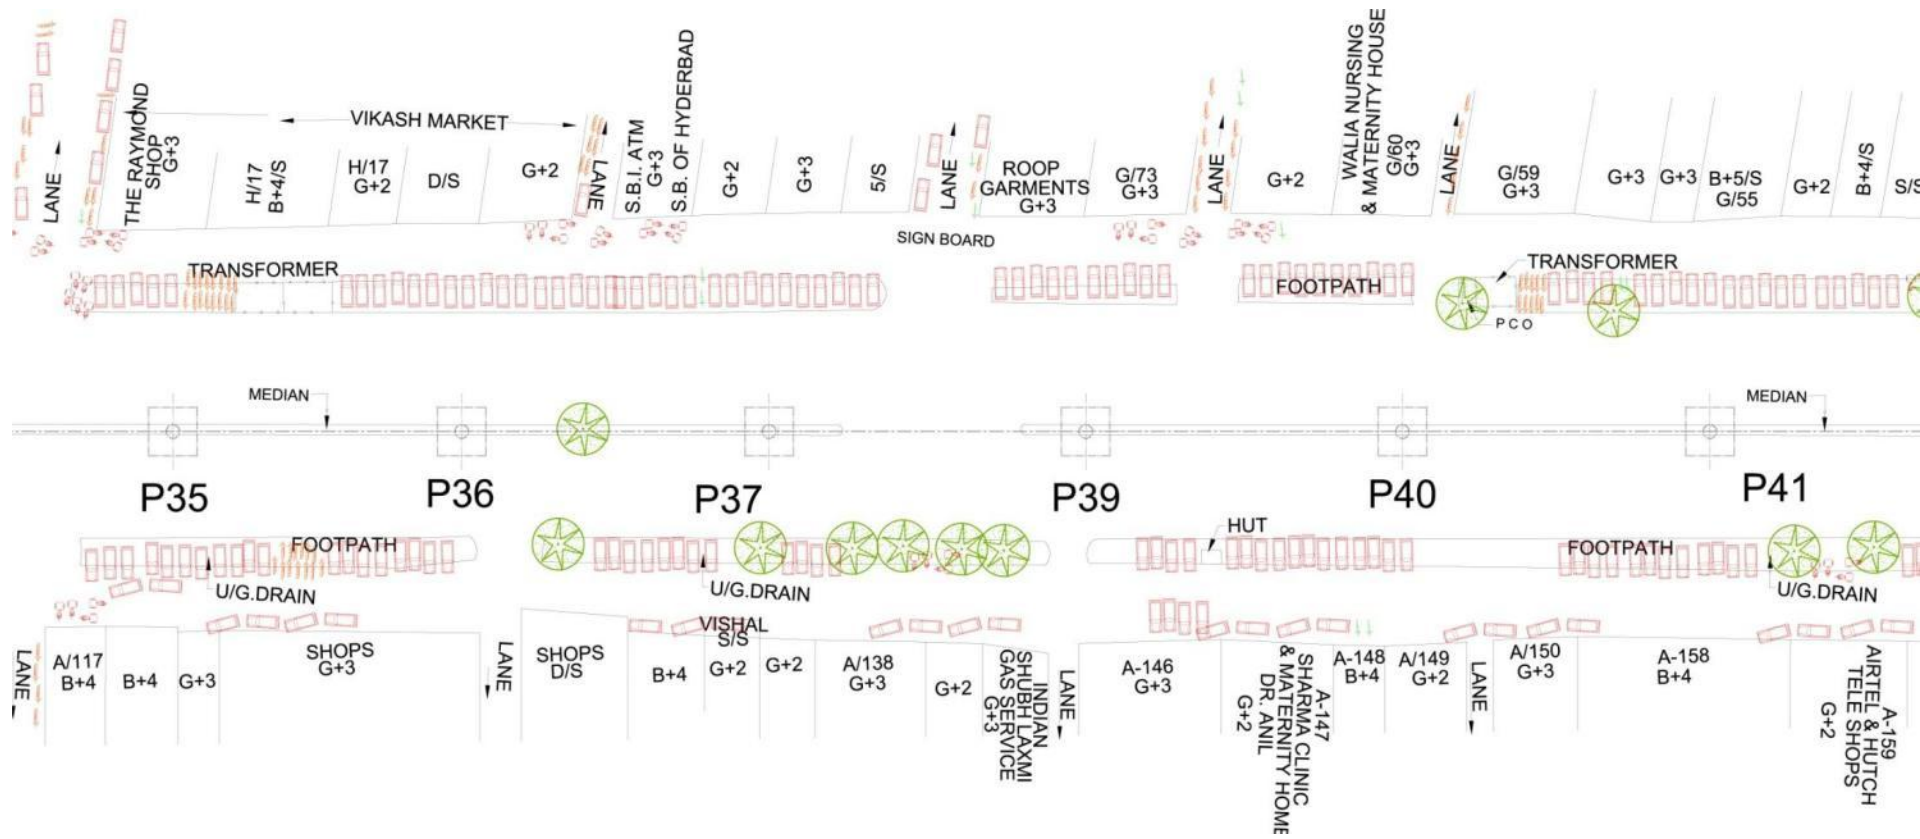 LANE
THE RAYMOND
SHOP
G+3
VIKASH MARKET
H/17
B+4/S
H/17
G+2
D/S
G+2
LANE
S.B.I. ATM
G+3
S.B. OF HYDERBAD
G+2
G+3
5/S
LANE
ROOP
GARMENTS
G+3
G/73
G+3
LANE
G+2
WALIA NURSING
& MATERNITY HOUSE
G/60
G+3
LANE
G/59
G+3
G+3
G+3
B+5/S
G/55
G+2
B+4/S
S/S
SIGN BOARD
TRANSFORMER
FOOTPATH
TRANSFORMER
P C O
MEDIAN
MEDIAN
P35
P36
P37
P39
P40
P41
FOOTPATH
U/G.DRAIN
U/G.DRAIN
HUT
FOOTPATH
U/G.DRAIN
LANE
A/117
B+4
B+4
G+3
SHOPS
G+3
LANE
SHOPS
D/S
B+4
VISHAL
S/S
G+2
G+2
A/138
G+3
G+2
INDIAN
SHUBH LAXMI
GAS SERVICE
G+3
LANE
A-146
G+3
A-147
SHARMA CLINIC
& MATERNITY HOME
DR. ANIL
G+2
A-148
B+4
A/149
G+2
LANE
A/150
G+3
A-158
B+4
A-159
AIRTEL & HUTCH
TELE SHOPS
G+2